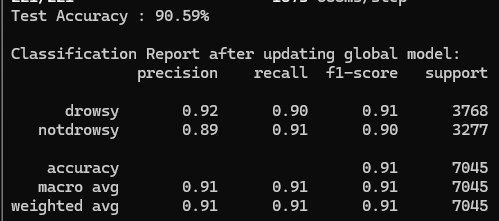 Test Accuracy : 90.59%
Classification Report after updating global model:
precision recall f1-score support
drowsy 0.92 0.90 0.91 3768
notdrowsy 0.89 0.91 0.90 3277
accuracy 0.91 7045
macro avg 0.91 0.91 0.91 7045
weighted avg 0.91 0.91 0.91 7045